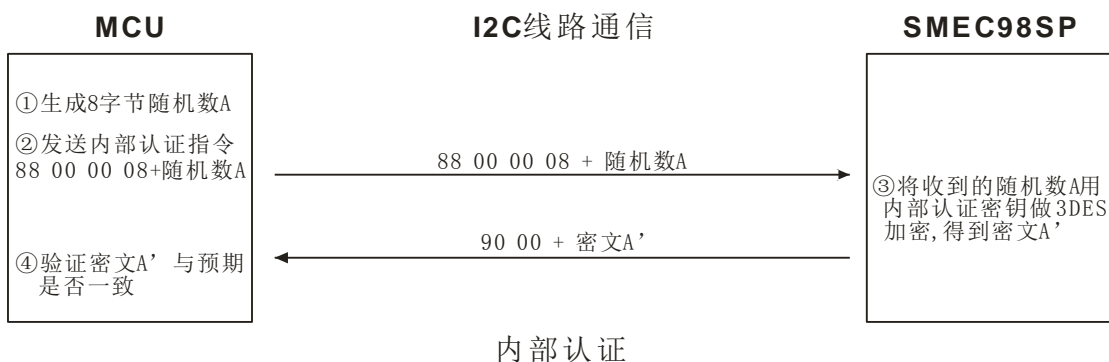 MCU
I2C线路通信
SMEC98SP
①生成8字节随机数A
②发送内部认证指令
88 00 00 08+随机数A
88 00 00 08 + 随机数A
③将收到的随机数A用
内部认证密钥做3DES
加密,得到密文A’
90 00 + 密文A’
④验证密文A’与预期
是否一致
内部认证